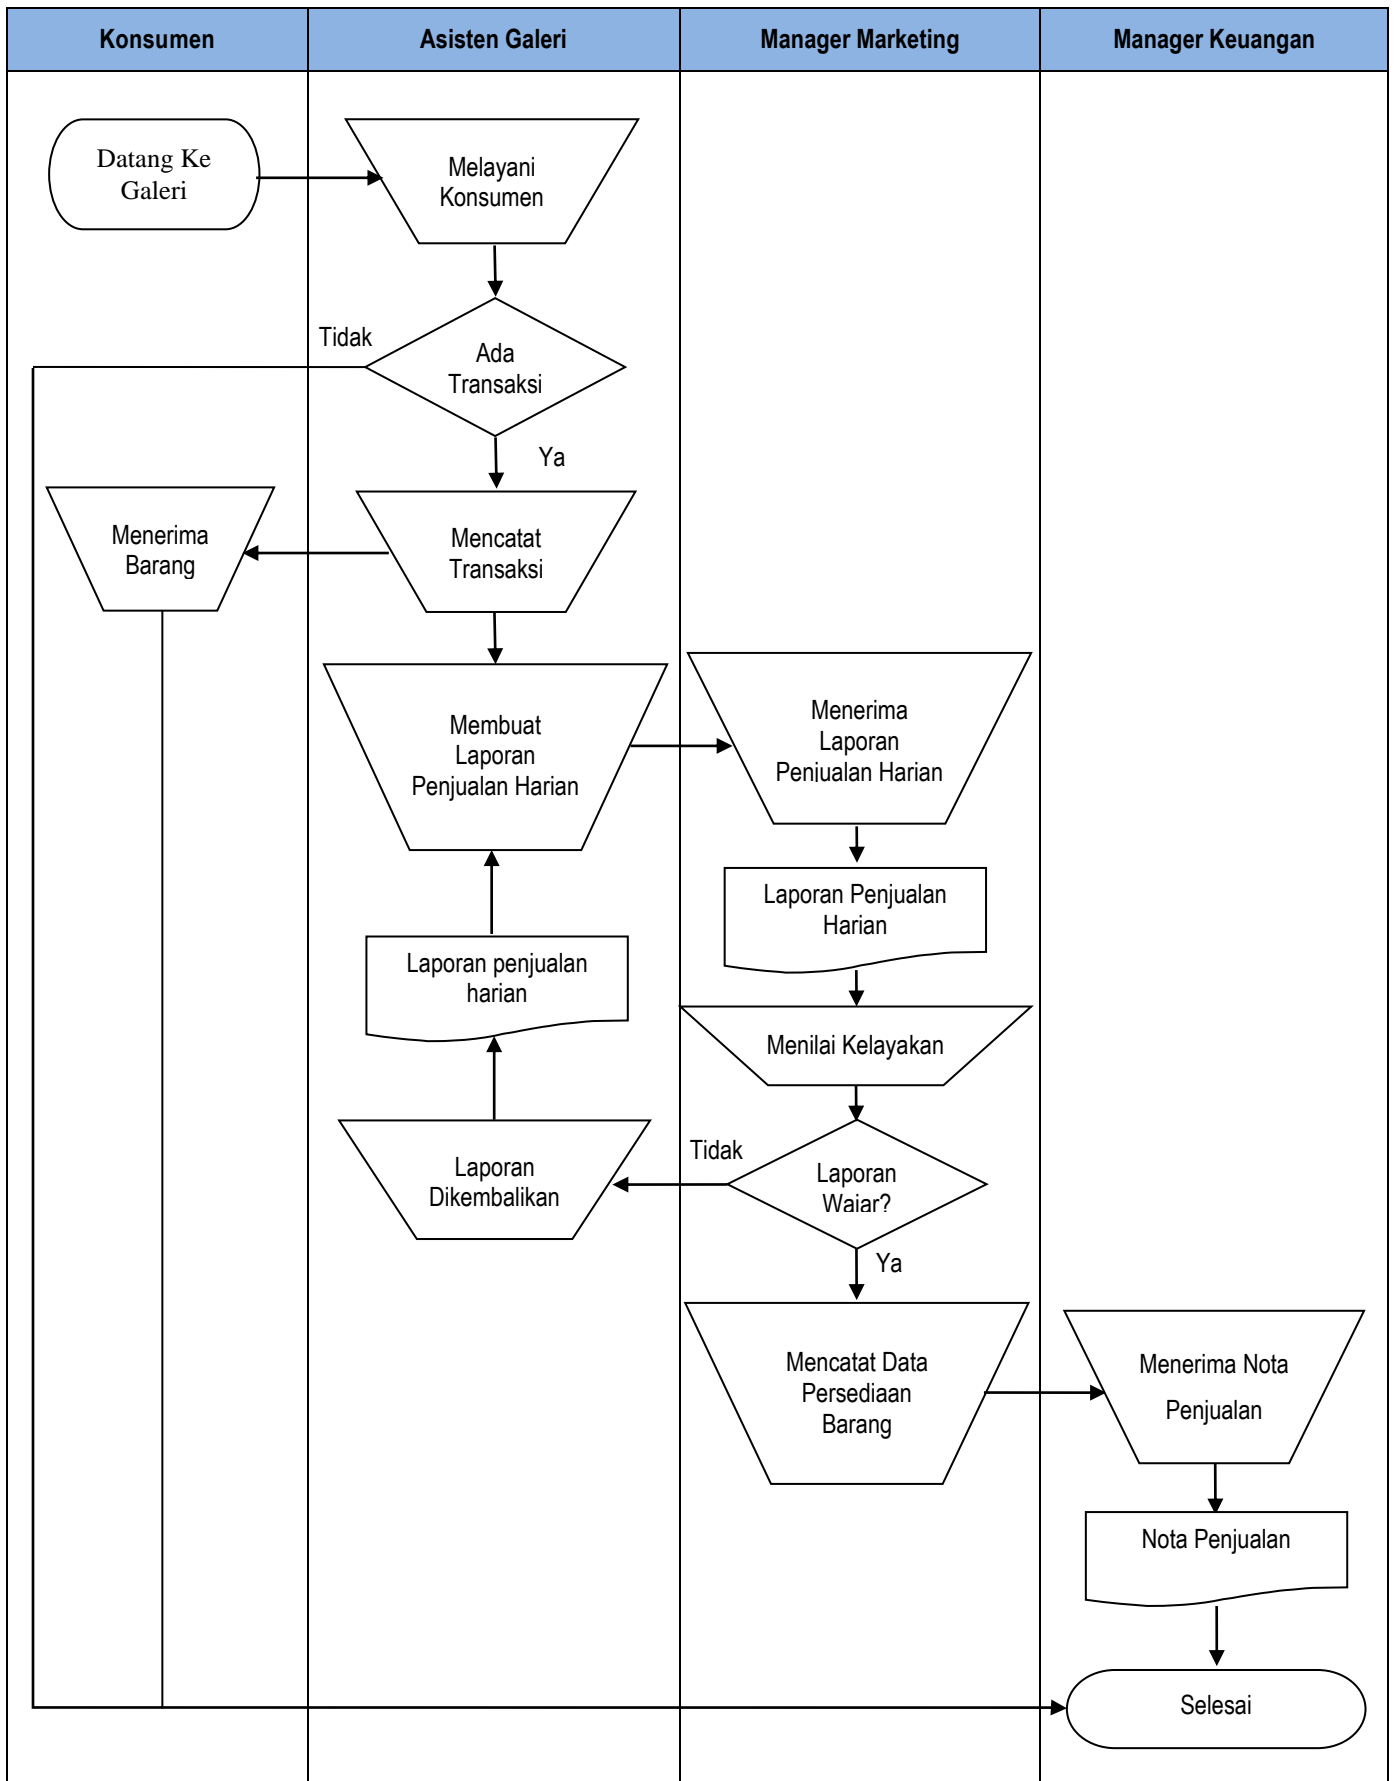 Konsumen
Asisten Galeri
Manager Marketing
Manager Keuangan
Datang Ke
Galeri
Melayani
Konsumen
Tidak
Ada
Transaksi
Ya
Menerima
Barang
Mencatat
Transaksi
Membuat
Laporan
Penjualan Harian
Menerima
Laporan
Penjualan Harian
Laporan Penjualan
Harian
Laporan penjualan
harian
Menilai Kelayakan
Tidak
Laporan
Dikembalikan
Laporan
Wajar?
Ya
Mencatat Data
Persediaan
Barang
Menerima Nota
Penjualan
Nota Penjualan
Selesai